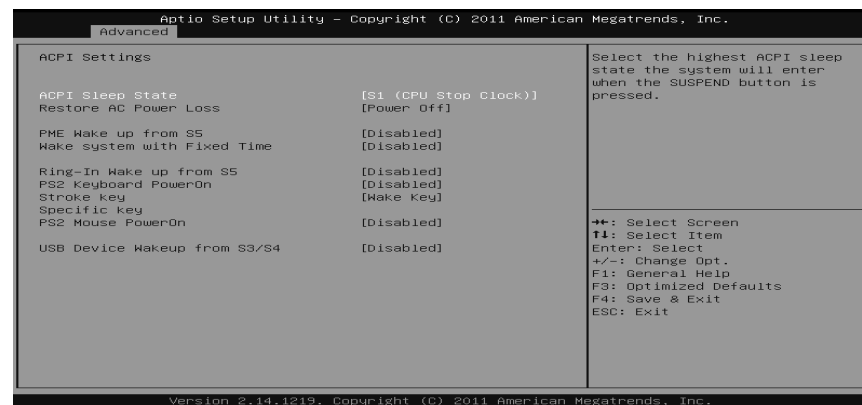 Aptio Setup Utility – Copyright (C) 2011 American Megatrends, Inc.
Advanced
ACPI Settings
ACPI Sleep State [S1 (CPU Stop Clock)]
Restore AC Power Loss [Power Off]
PME Wake up from S5 [Disabled]
Wake system with Fixed Time [Disabled]
Ring-In Wake up from S5 [Disabled]
PS2 Keyboard PowerOn [Disabled]
Stroke key [Wake Key]
Specific key
PS2 Mouse PowerOn [Disabled]
USB Device Wakeup from S3/S4 [Disabled]
Select the highest ACPI sleep
state the system will enter
when the SUSPEND button is
pressed.
→←: Select Screen
↑↓: Select Item
Enter: Select
+/-: Change Opt.
F1: General Help
F3: Optimized Defaults
F4: Save & Exit
ESC: Exit
Version 2.14.1219. Copyright (C) 2011 American Megatrends, Inc.